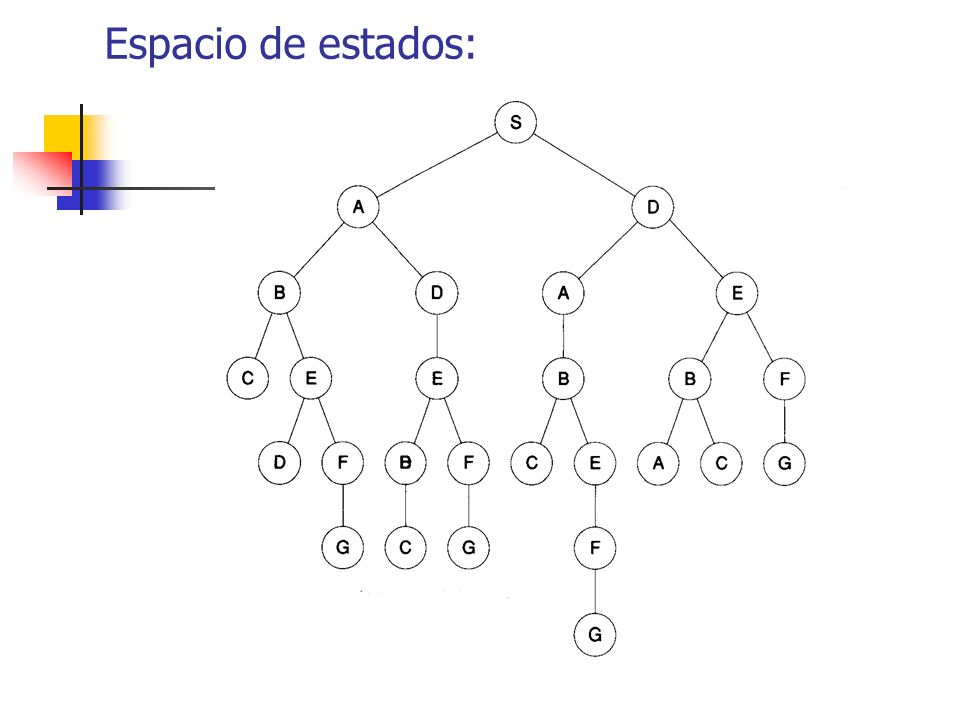 Espacio de estados:
S
A D
B D A E
C E E B B F
D F B F C E A C G
G C G F
G